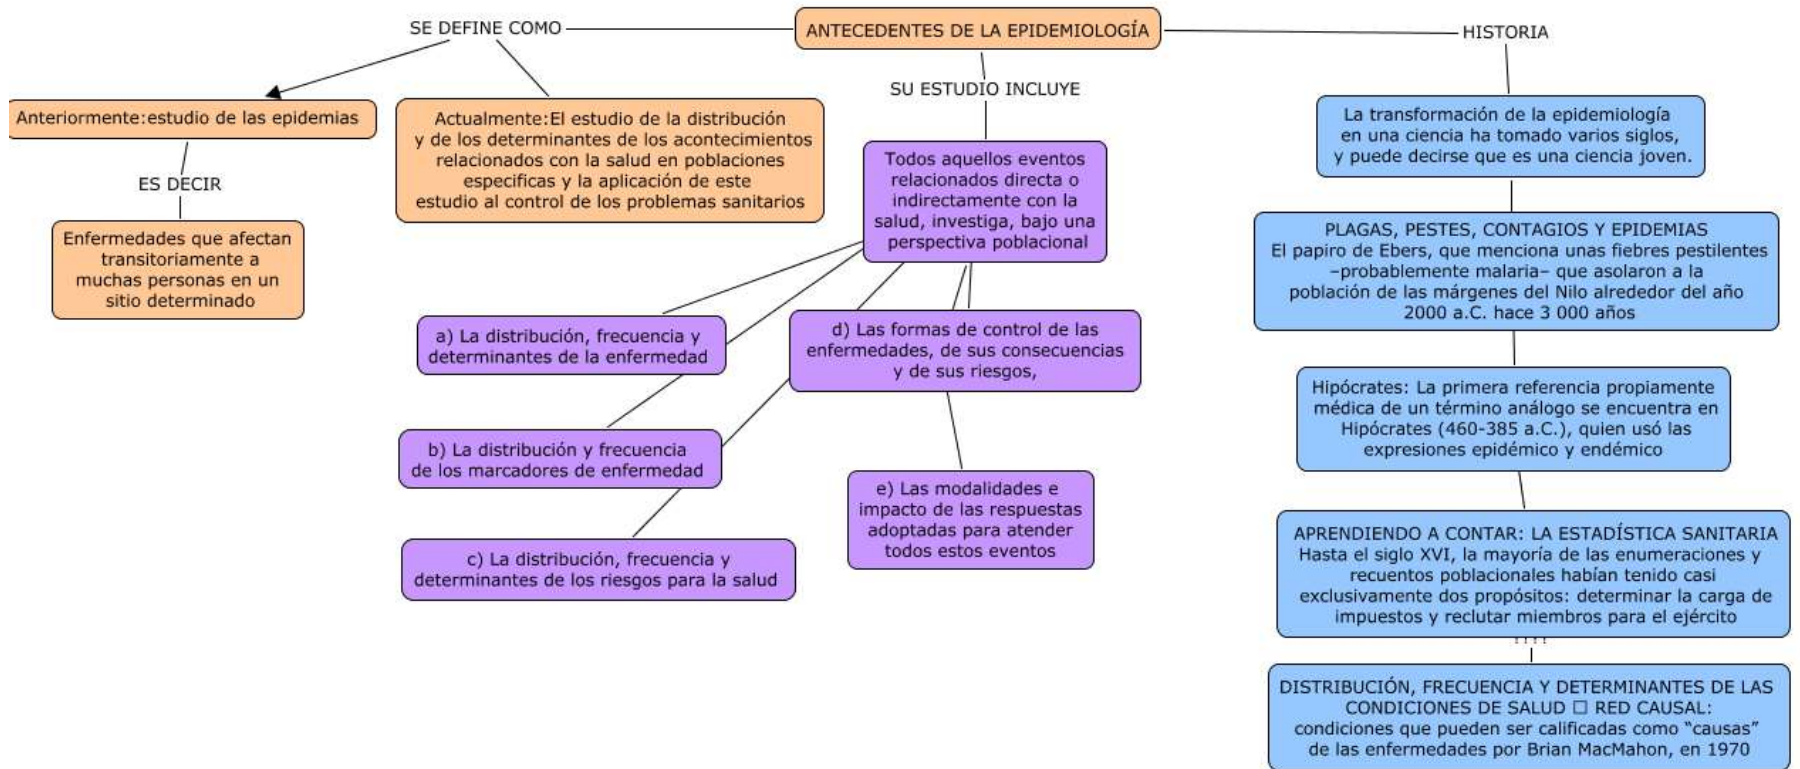 ANTECEDENTES DE LA EPIDEMIOLOGÍA
SE DEFINE COMO
Anteriormente:estudio de las epidemias
ES DECIR
Enfermedades que afectan
transitoriamente a
muchas personas en un
sitio determinado
Actualmente:El estudio de la distribución
y de los determinantes de los acontecimientos
relacionados con la salud en poblaciones
especificas y la aplicación de este
estudio al control de los problemas sanitarios
SU ESTUDIO INCLUYE
Todos aquellos eventos
relacionados directa o
indirectamente con la
salud, investiga, bajo una
perspectiva poblacional
a) La distribución, frecuencia y
determinantes de la enfermedad
b) La distribución y frecuencia
de los marcadores de enfermedad
c) La distribución, frecuencia y
determinantes de los riesgos para la salud
d) Las formas de control de las
enfermedades, de sus consecuencias
y de sus riesgos,
e) Las modalidades e
impacto de las respuestas
adoptadas para atender
todos estos eventos
HISTORIA
La transformación de la epidemiología
en una ciencia ha tomado varios siglos,
y puede decirse que es una ciencia joven.
PLAGAS, PESTES, CONTAGIOS Y EPIDEMIAS
El papiro de Ebers, que menciona unas fiebres pestilentes
–probablemente malaria– que asolaron a la
población de las márgenes del Nilo alrededor del año
2000 a.C. hace 3 000 años
Hipócrates: La primera referencia propiamente
médica de un término análogo se encuentra en
Hipócrates (460-385 a.C.), quien usó las
expresiones epidémico y endémico
APRENDIENDO A CONTAR: LA ESTADÍSTICA SANITARIA
Hasta el siglo XVI, la mayoría de las enumeraciones y
recuentos poblacionales habían tenido casi
exclusivamente dos propósitos: determinar la carga de
impuestos y reclutar miembros para el ejército
DISTRIBUCIÓN, FRECUENCIA Y DETERMINANTES DE LAS
CONDICIONES DE SALUD □ RED CAUSAL:
condiciones que pueden ser calificadas como “causas”
de las enfermedades por Brian MacMahon, en 1970